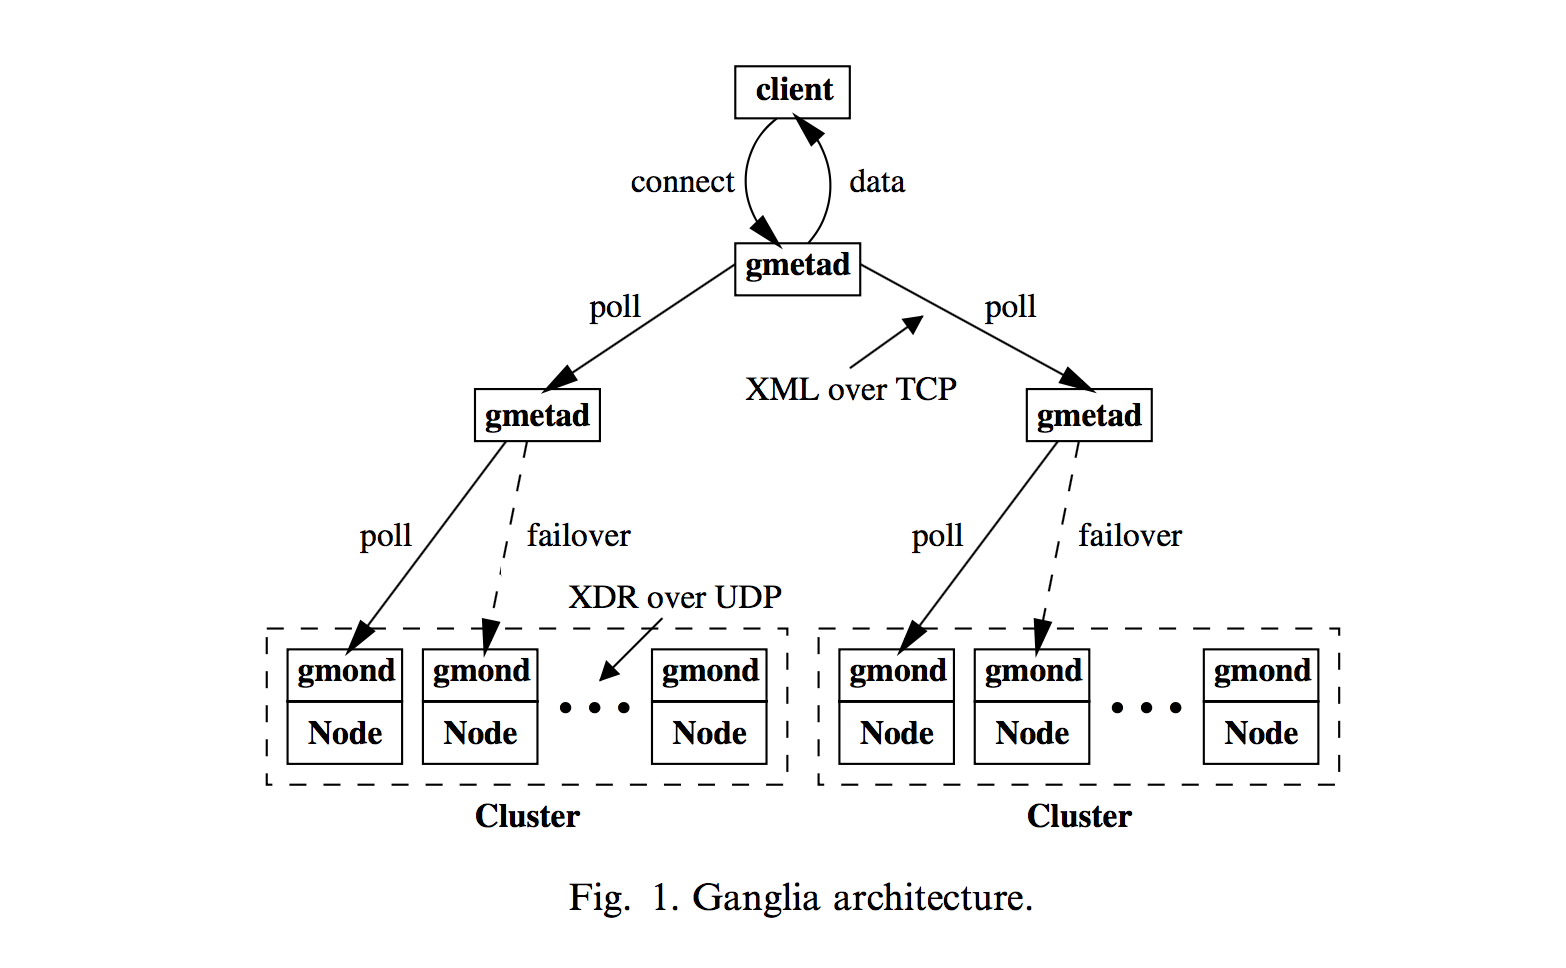 client
connect
data
gmetad
poll
poll
XML over TCP
gmetad
gmetad
poll
failover
poll
failover
XDR over UDP
gmond
gmond
gmond
gmond
gmond
gmond
Node
Node
Node
Node
Node
Node
Cluster
Cluster
Fig. 1. Ganglia architecture.